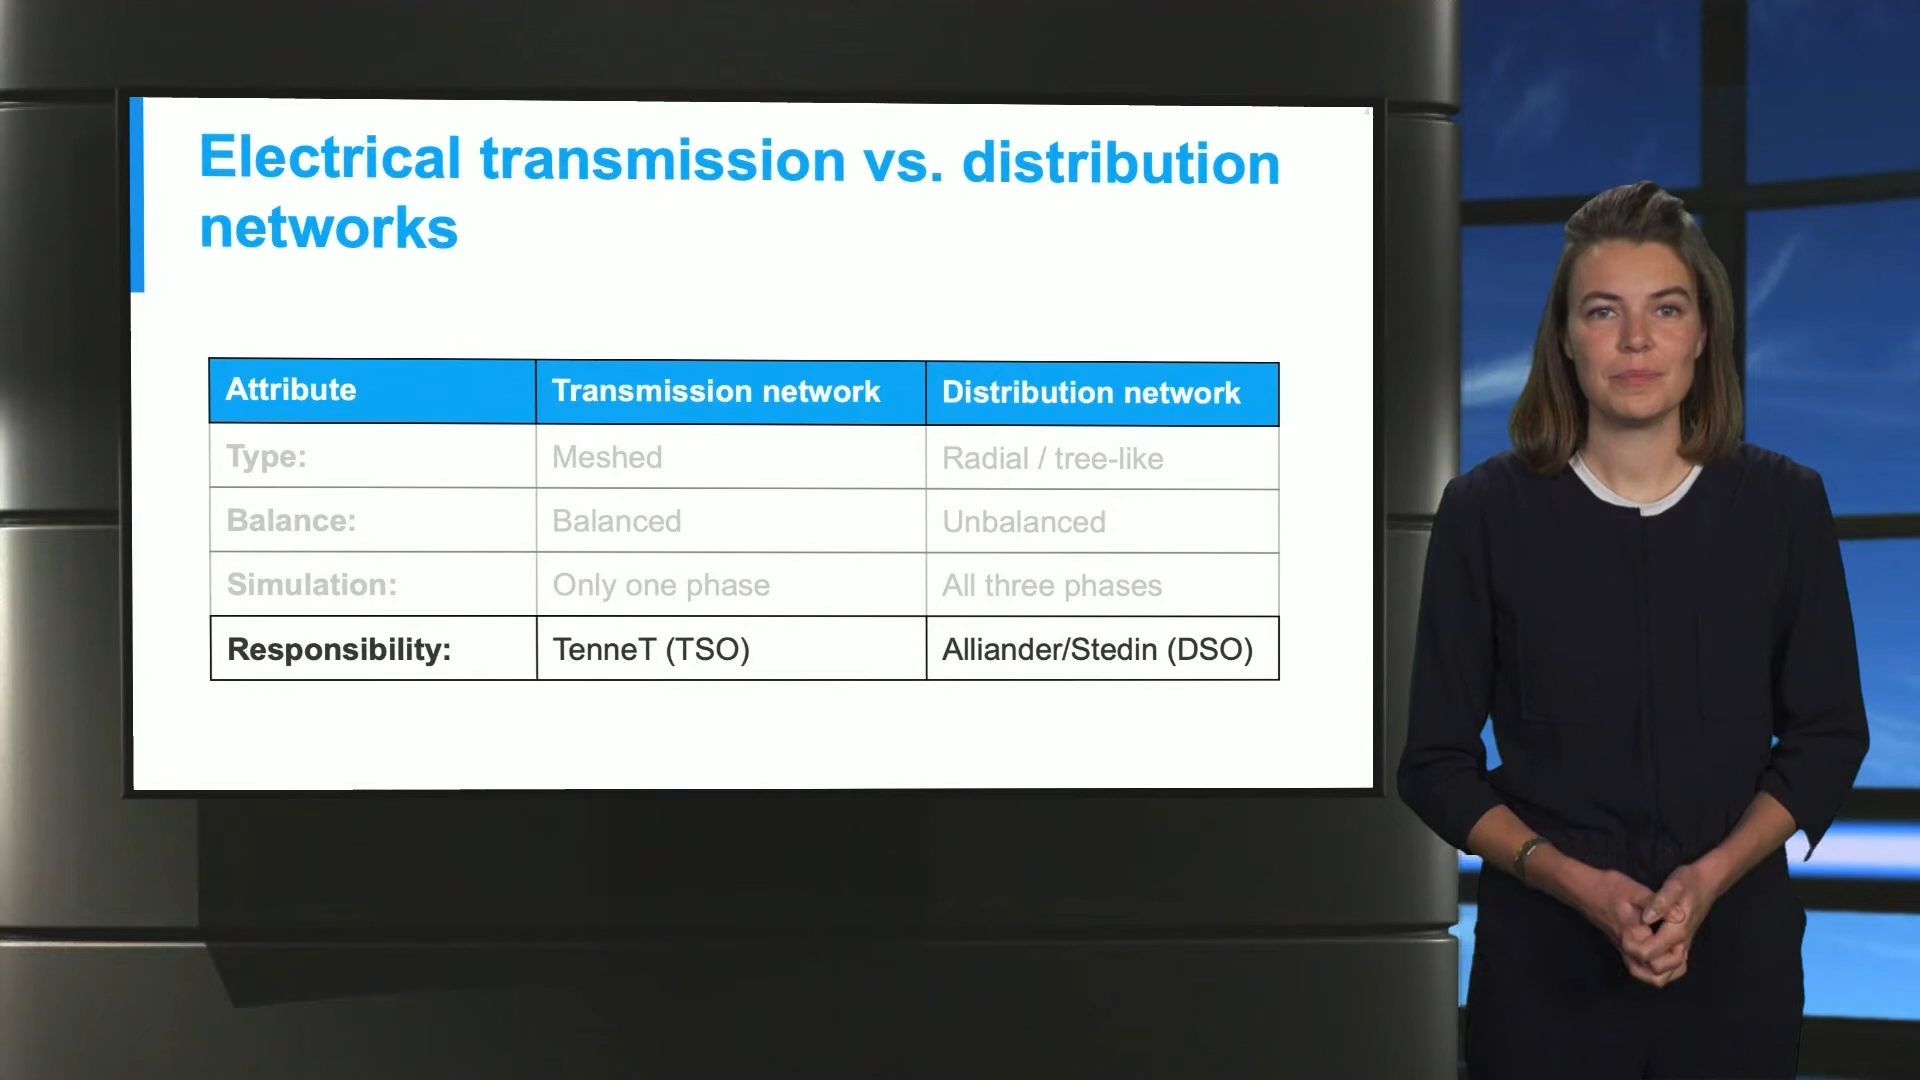 Electrical transmission vs. distribution
networks
Attribute Transmission network Distribution network
Type: Meshed Radial / tree-like
Balance: Balanced Unbalanced
Simulation: Only one phase All three phases
Responsibility: TenneT (TSO) Alliander/Stedin (DSO)